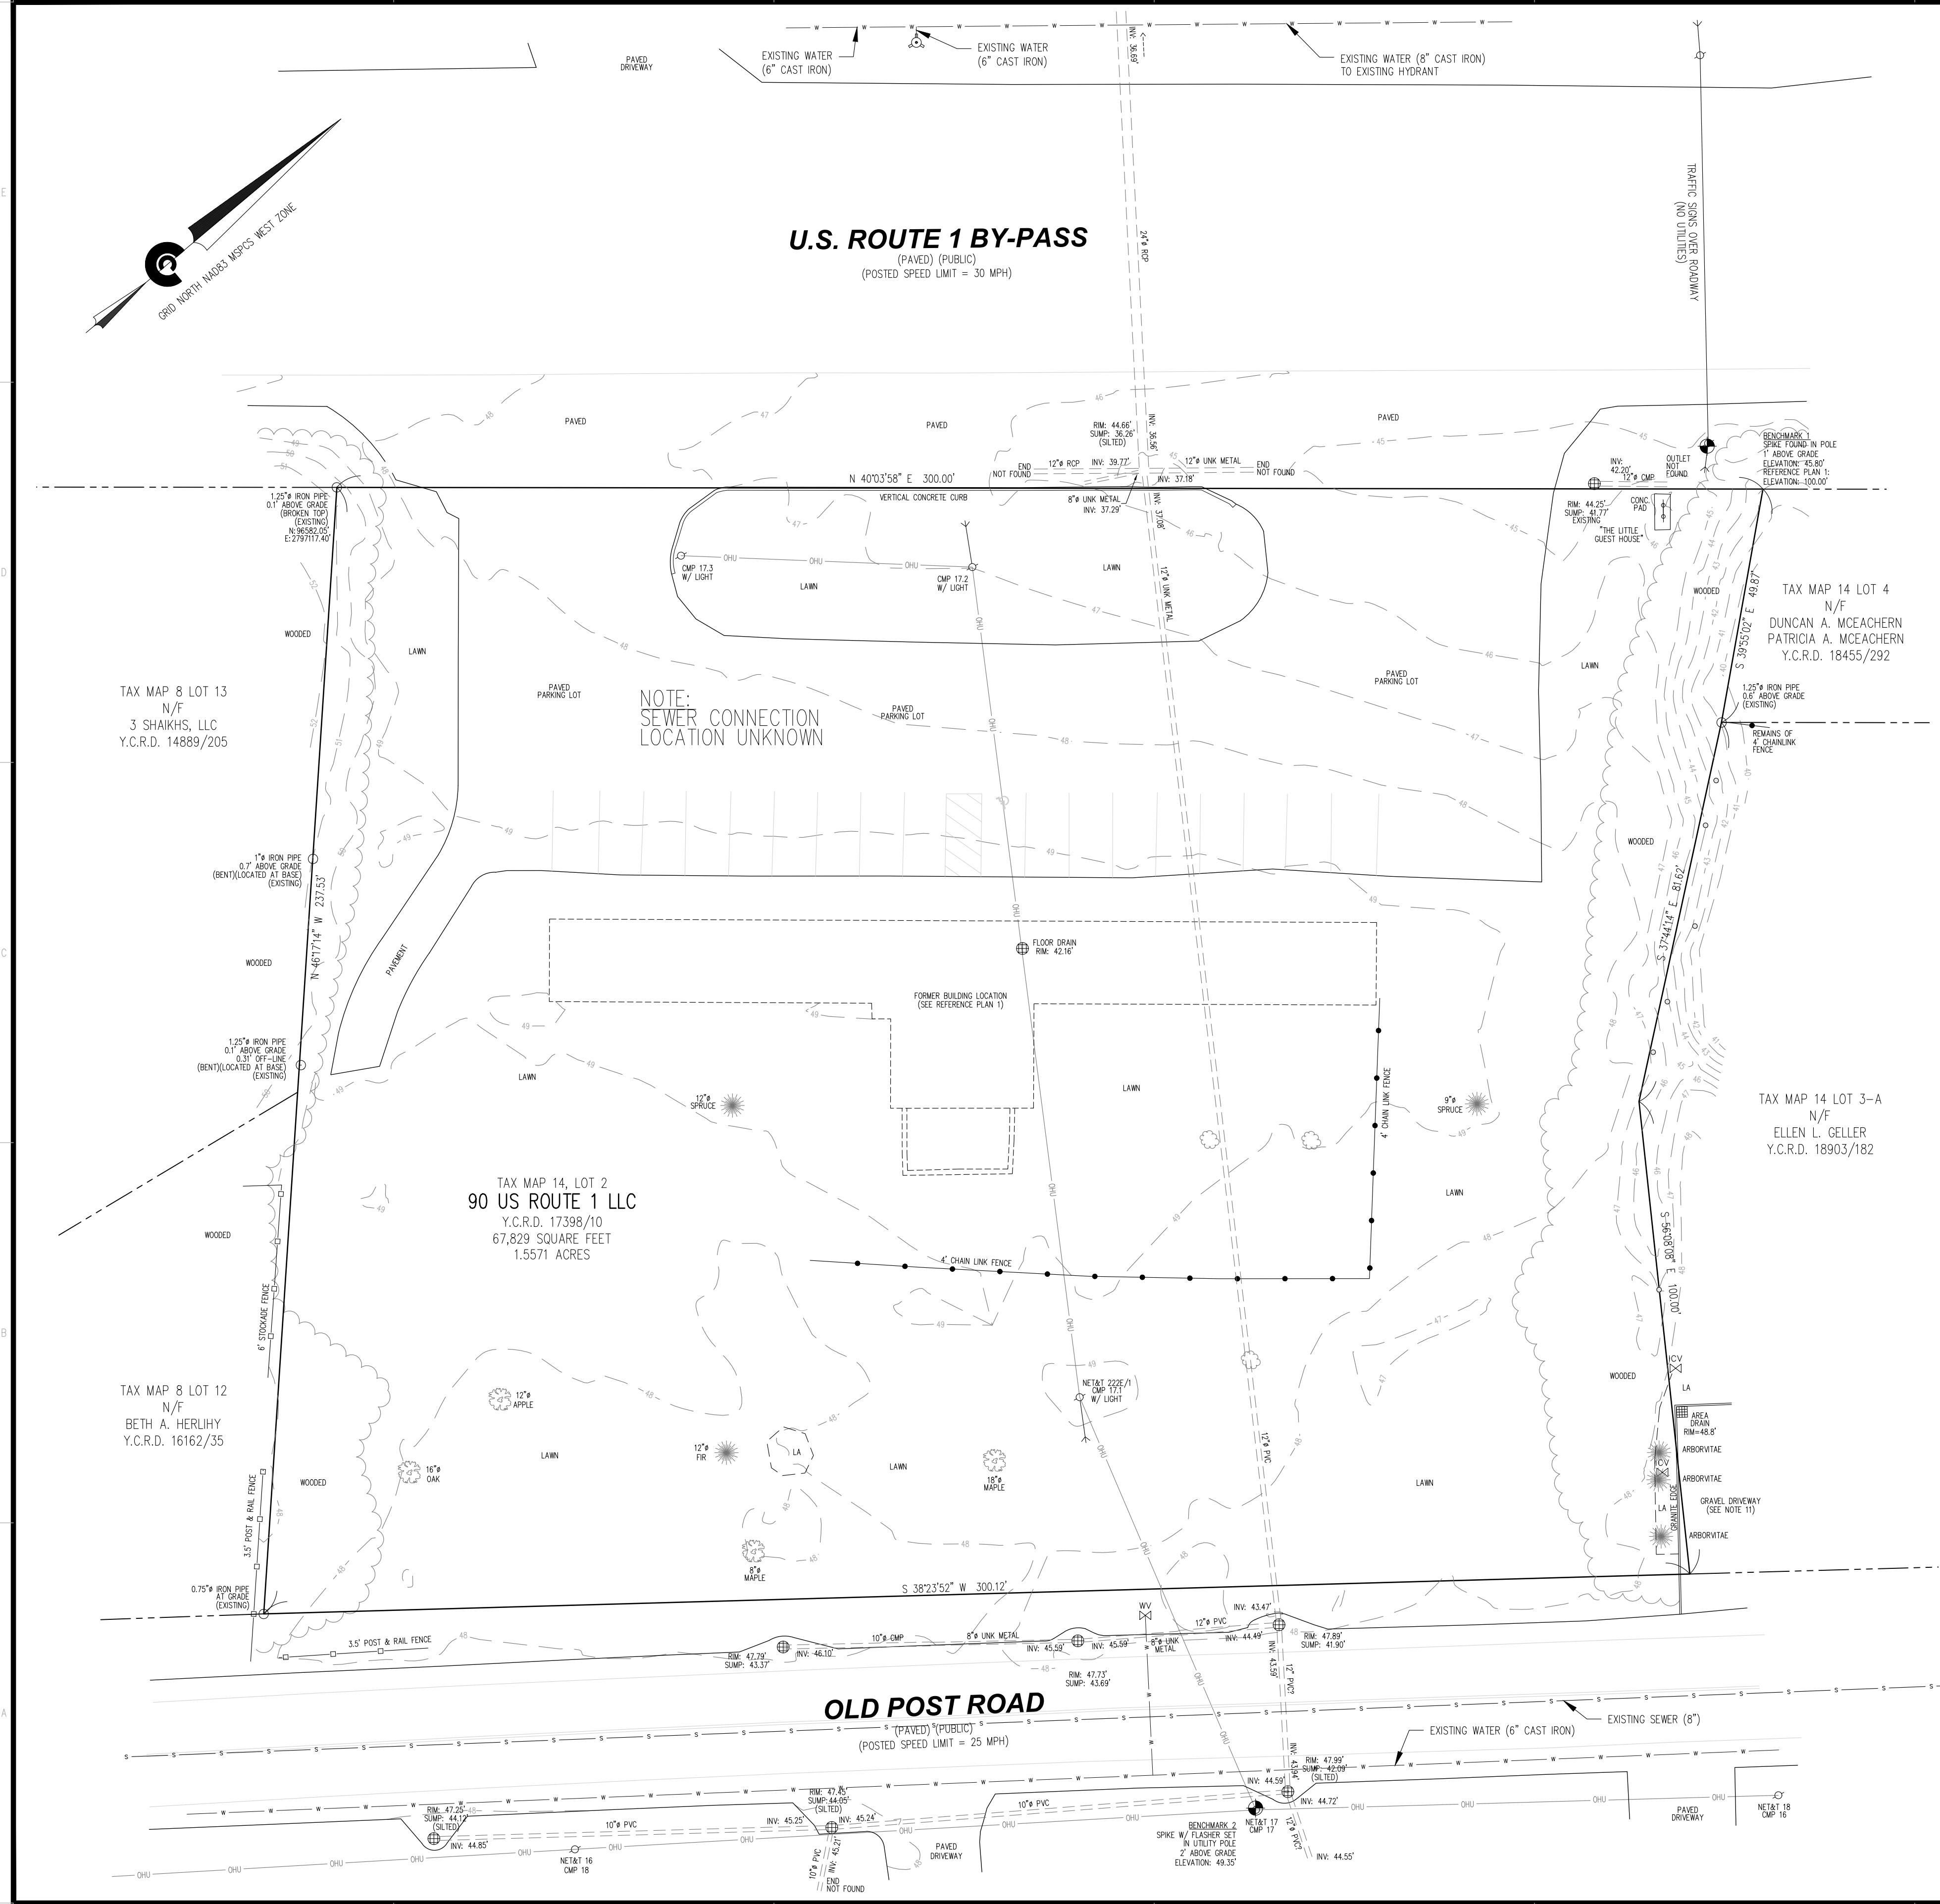 EXISTING WATER
(6" CAST IRON)
EXISTING WATER
(6" CAST IRON)
EXISTING WATER (8" CAST IRON)
TO EXISTING HYDRANT
PAVED
DRIVEWAY
INV: 36.69'
24"ø RCP
TRAFFIC SIGNS OVER ROADWAY
(NO UTILITIES)
GRID NORTH NAD83 MSPCS WEST ZONE
U.S. ROUTE 1 BY-PASS
(PAVED) (PUBLIC)
(POSTED SPEED LIMIT = 30 MPH)
PAVED
PAVED
PAVED
RIM: 44.66'
SUMP: 36.26'
(SILTED)
INV: 36.56'
END
NOT FOUND
12"ø RCP
INV: 39.77'
12"ø UNK METAL
END
NOT FOUND
INV: 37.18'
8"ø UNK METAL
INV: 37.29'
INV: 37.08'
12"ø UNK METAL
N 40°03'58" E 300.00'
VERTICAL CONCRETE CURB
BENCHMARK 1
SPIKE FOUND IN POLE
1' ABOVE GRADE
ELEVATION: 45.80'
REFERENCE PLAN 1:
ELEVATION: 100.00'
INV:
42.20'
OUTLET
NOT
FOUND
12"ø CMP
RIM: 44.25'
SUMP: 41.77'
EXISTING
CONC.
PAD
"THE LITTLE
GUEST HOUSE"
1.25"ø IRON PIPE
0.1' ABOVE GRADE
(BROKEN TOP)
(EXISTING)
N: 96582.05'
E: 2797117.40'
CMP 17.3
W/ LIGHT
OHU
OHU
CMP 17.2
W/ LIGHT
LAWN
LAWN
WOODED
LAWN
WOODED
LAWN
S 39°55'02" E 49.87'
TAX MAP 14 LOT 4
N/F
DUNCAN A. MCEACHERN
PATRICIA A. MCEACHERN
Y.C.R.D. 18455/292
TAX MAP 8 LOT 13
N/F
3 SHAIKHS, LLC
Y.C.R.D. 14889/205
PAVED
PARKING LOT
NOTE:
SEWER CONNECTION
LOCATION UNKNOWN
PAVED
PARKING LOT
PAVED
PARKING LOT
1.25"ø IRON PIPE
0.6' ABOVE GRADE
(EXISTING)
REMAINS OF
4' CHAINLINK
FENCE
1"ø IRON PIPE
0.7' ABOVE GRADE
(BENT)(LOCATED AT BASE)
(EXISTING)
N 46°17'14" W 237.53'
WOODED
S 37°44'14" E 81.62'
WOODED
PAVEMENT
FLOOR DRAIN
RIM: 42.16'
FORMER BUILDING LOCATION
(SEE REFERENCE PLAN 1)
1.25"ø IRON PIPE
0.1' ABOVE GRADE
0.31' OFF-LINE
(BENT)(LOCATED AT BASE)
(EXISTING)
LAWN
12"ø
SPRUCE
LAWN
4' CHAIN LINK FENCE
9"ø
SPRUCE
TAX MAP 14 LOT 3-A
N/F
ELLEN L. GELLER
Y.C.R.D. 18903/182
TAX MAP 14, LOT 2
90 US ROUTE 1 LLC
Y.C.R.D. 17398/10
67,829 SQUARE FEET
1.5571 ACRES
LAWN
WOODED
4' CHAIN LINK FENCE
S 56°08'08" E 100.00'
6' STOCKADE FENCE
TAX MAP 8 LOT 12
N/F
BETH A. HERLIHY
Y.C.R.D. 16162/35
12"ø
APPLE
NET&T 222E/1
CMP 17.1
W/ LIGHT
WOODED
ICV
LA
AREA
DRAIN
RIM=48.8'
ARBORVITAE
ICV
ARBORVITAE
LA
GRANITE EDGE
GRAVEL DRIVEWAY
(SEE NOTE 11)
ARBORVITAE
12"ø
FIR
LA
LAWN
LAWN
18"ø
MAPLE
12"ø PVC
LAWN
16"ø
OAK
WOODED
3.5' POST & RAIL FENCE
8"ø
MAPLE
0.75"ø IRON PIPE
AT GRADE
(EXISTING)
S 38°23'52" W 300.12'
3.5' POST & RAIL FENCE
WV
INV: 43.47'
12"ø PVC
10"ø CMP
8"ø UNK METAL
RIM: 47.79'
SUMP: 43.37'
INV: 46.10'
INV: 45.59'
INV: 45.59'
8"ø UNK
METAL
INV: 44.49'
RIM: 47.89'
SUMP: 41.90'
RIM: 47.73'
SUMP: 43.69'
INV: 43.59'
12" PVC?
OLD POST ROAD
(PAVED) (PUBLIC)
(POSTED SPEED LIMIT = 25 MPH)
EXISTING SEWER (8")
EXISTING WATER (6" CAST IRON)
INV: 43.94'
RIM: 47.99'
SUMP: 42.09'
(SILTED)
INV: 44.59'
INV: 44.72'
RIM: 47.45'
SUMP: 44.05'
(SILTED)
RIM: 47.25'
SUMP: 44.12'
(SILTED)
INV: 44.85'
10"ø PVC
INV: 45.25'
INV: 45.24'
10"ø PVC
INV: 45.21'
10"ø PVC
END
NOT FOUND
NET&T 16
CMP 18
PAVED
DRIVEWAY
BENCHMARK 2
SPIKE W/ FLASHER SET
IN UTILITY POLE
2' ABOVE GRADE
ELEVATION: 49.35'
NET&T 17
CMP 17
12"ø PVC?
INV: 44.55'
PAVED
DRIVEWAY
NET&T 18
CMP 16